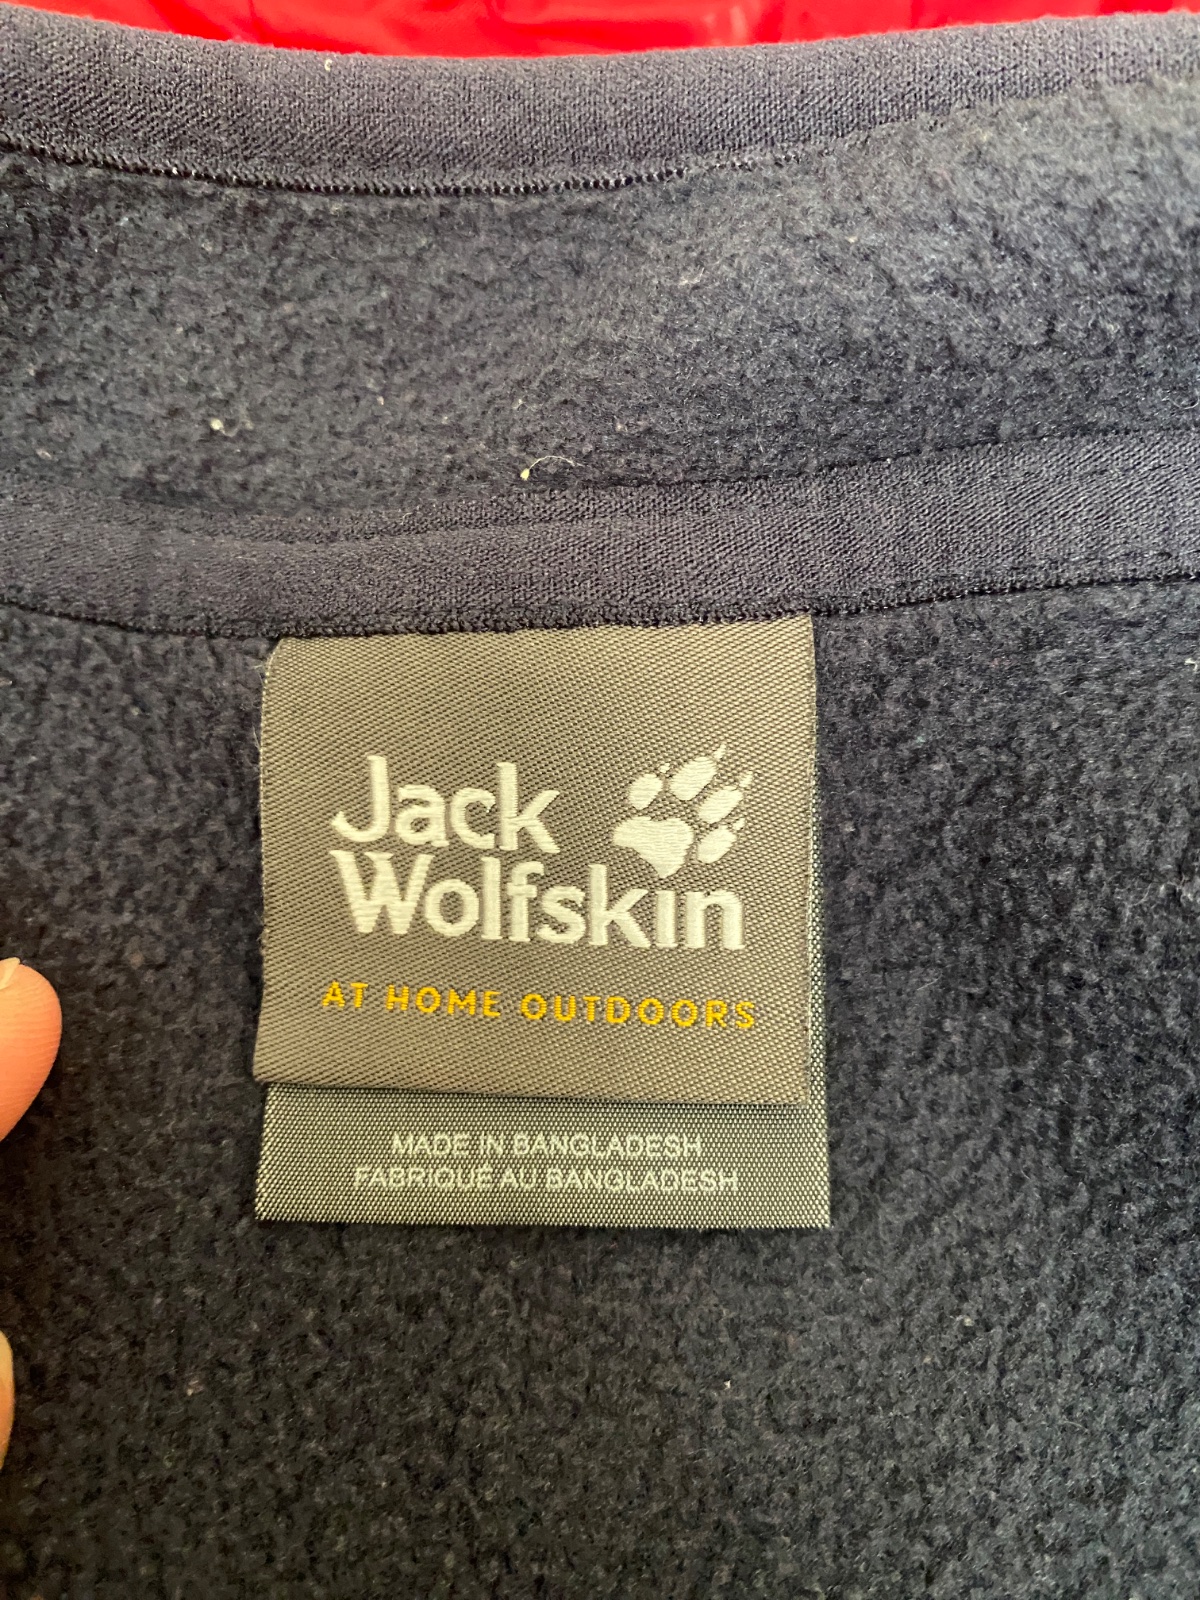 Jack
Wolfskin
AT HOME OUTDOORS
MADE IN BANGLADESH
FABRIQUÉ AU BANGLADESH